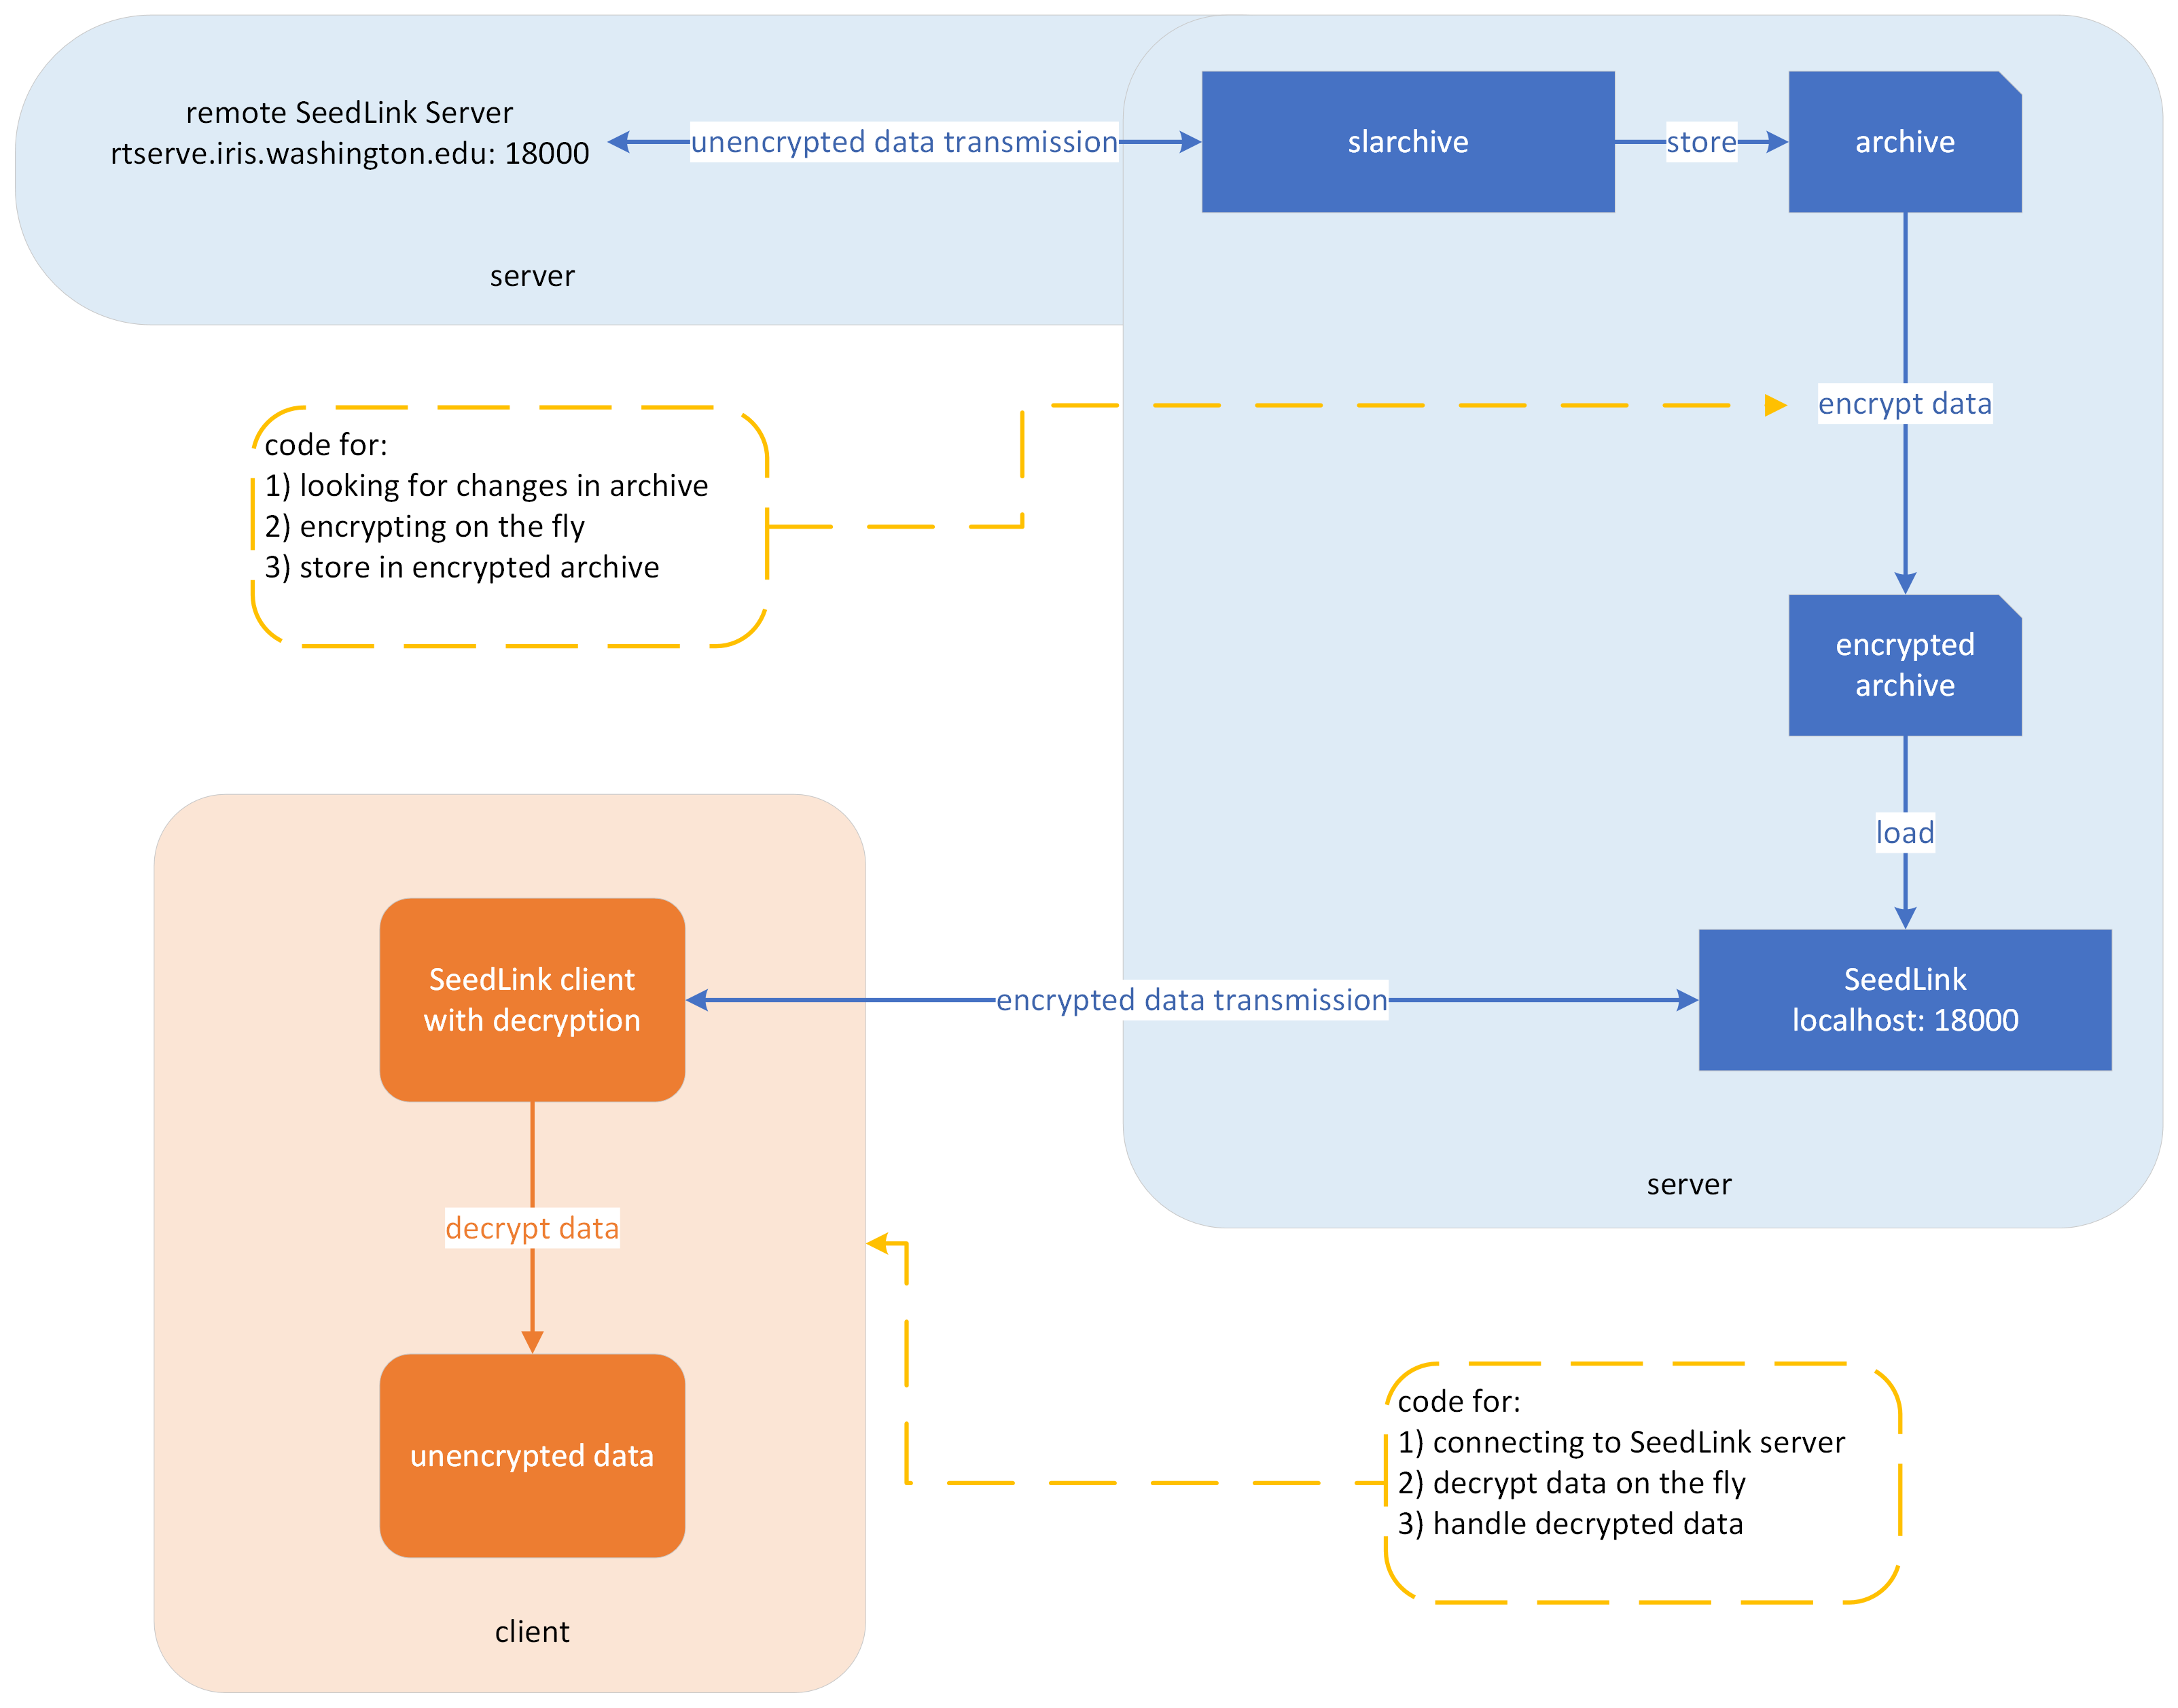 remote SeedLink Server
rtserve.iris.washington.edu: 18000
unencrypted data transmission
slarchive
store
archive
server
code for:
1) looking for changes in archive
2) encrypting on the fly
3) store in encrypted archive
encrypt data
encrypted
archive
load
SeedLink client
with decryption
encrypted data transmission
SeedLink
localhost: 18000
server
decrypt data
unencrypted data
client
code for:
1) connecting to SeedLink server
2) decrypt data on the fly
3) handle decrypted data